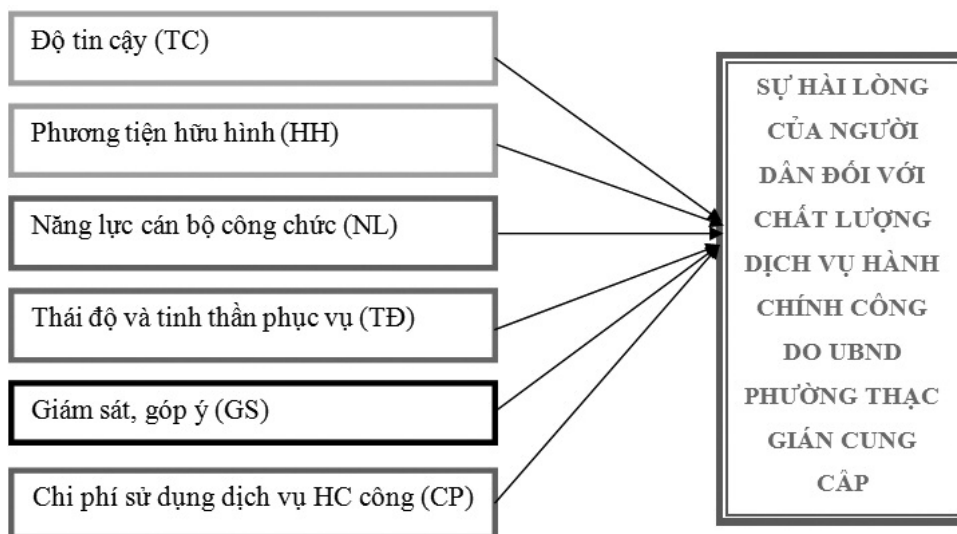 Độ tin cậy (TC)
Phương tiện hữu hình (HH)
Năng lực cán bộ công chức (NL)
Thái độ và tinh thần phục vụ (TĐ)
Giám sát, góp ý (GS)
Chi phí sử dụng dịch vụ HC công (CP)
SỰ HÀI LÒNG
CỦA NGƯỜI
DÂN ĐỐI VỚI
CHẤT LƯỢNG
DỊCH VỤ HÀNH
CHÍNH CÔNG
DO UBND
PHƯỜNG THẠC
GIÁN CUNG
CÂP